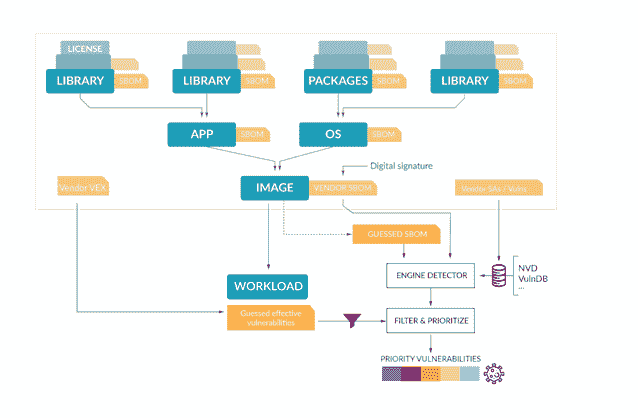 LICENSE
LIBRARY
SBOM
LIBRARY
SBOM
PACKAGES
SBOM
LIBRARY
SBOM
APP
SBOM
OS
SBOM
Digital signature
Vendor VEX
IMAGE
VENDOR SBOM
Vendor SAs / Vulns
GUESSED SBOM
ENGINE DETECTOR
NVD
VulnDB
...
WORKLOAD
Guessed effective
vulnerabilities
FILTER & PRIORITIZE
PRIORITY VULNERABILITIES